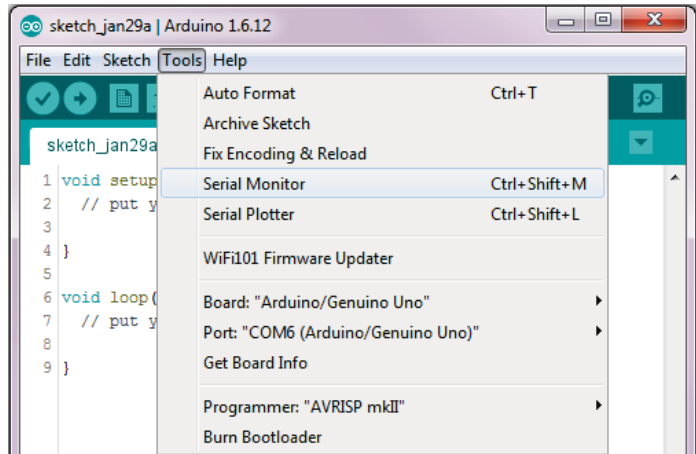 sketch_jan29a | Arduino 1.6.12
File Edit Sketch Tools Help
Auto Format Ctrl+T
Archive Sketch
sketch_jan29a
Fix Encoding & Reload
1 void setup
Serial Monitor Ctrl+Shift+M
2 // put y
Serial Plotter Ctrl+Shift+L
3
4 }
WiFi101 Firmware Updater
5
6 void loop(
Board: "Arduino/Genuino Uno"
7 // put y
Port: "COM6 (Arduino/Genuino Uno)"
8
Get Board Info
9 }
Programmer: "AVRISP mkII"
Burn Bootloader